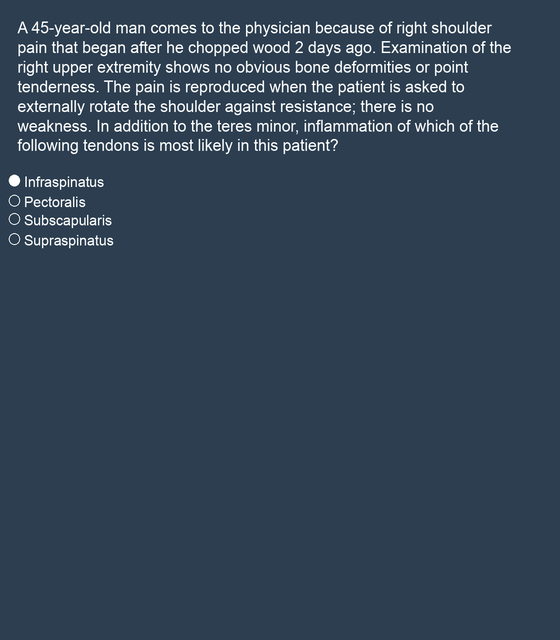 A 45-year-old man comes to the physician because of right shoulder
pain that began after he chopped wood 2 days ago. Examination of the
right upper extremity shows no obvious bone deformities or point
tenderness. The pain is reproduced when the patient is asked to
externally rotate the shoulder against resistance; there is no
weakness. In addition to the teres minor, inflammation of which of the
following tendons is most likely in this patient?
Infraspinatus
Pectoralis
Subscapularis
Supraspinatus